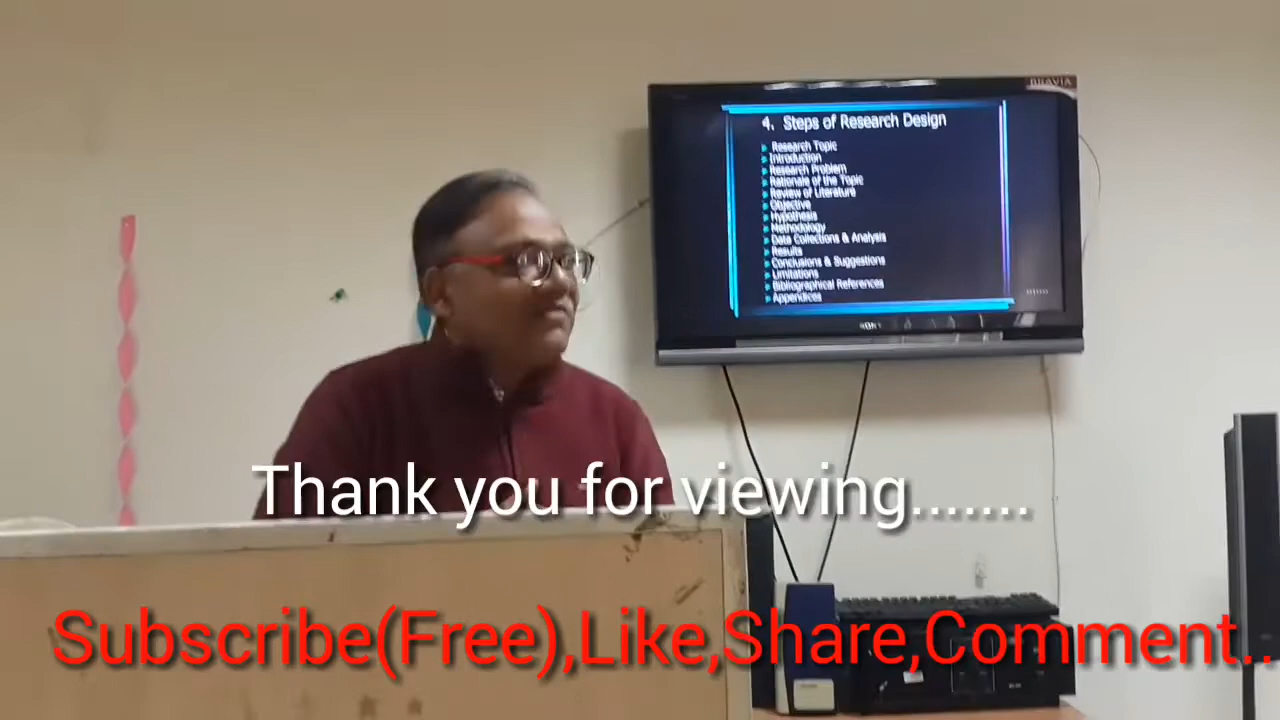 BRAVIA
4. Steps of Research Design
➤ Research Topic
➤ Introduction
➤ Research Problem
➤ Rationale of the Topic
➤ Review of Literature
➤ Objective
➤ Hypothesis
➤ Methodology
➤ Data Collections & Analysis
➤ Results
➤ Conclusions & Suggestions
➤ Limitations
➤ Bibliographical References
➤ Appendices
SONY
Thank you for viewing.......
Subscribe(Free),Like,Share,Comment..